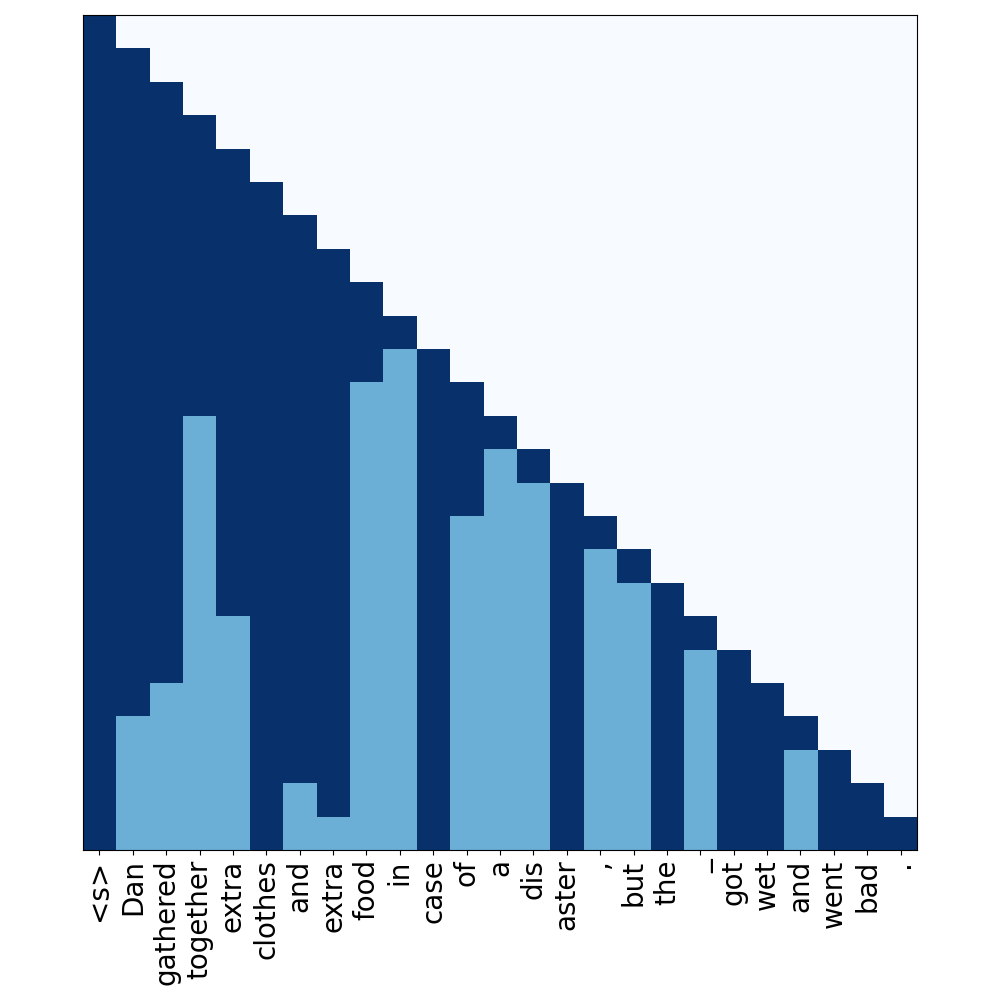 <s> Dan gathered together extra clothes and extra food in case of a dis aster , but the _ got wet and went bad .